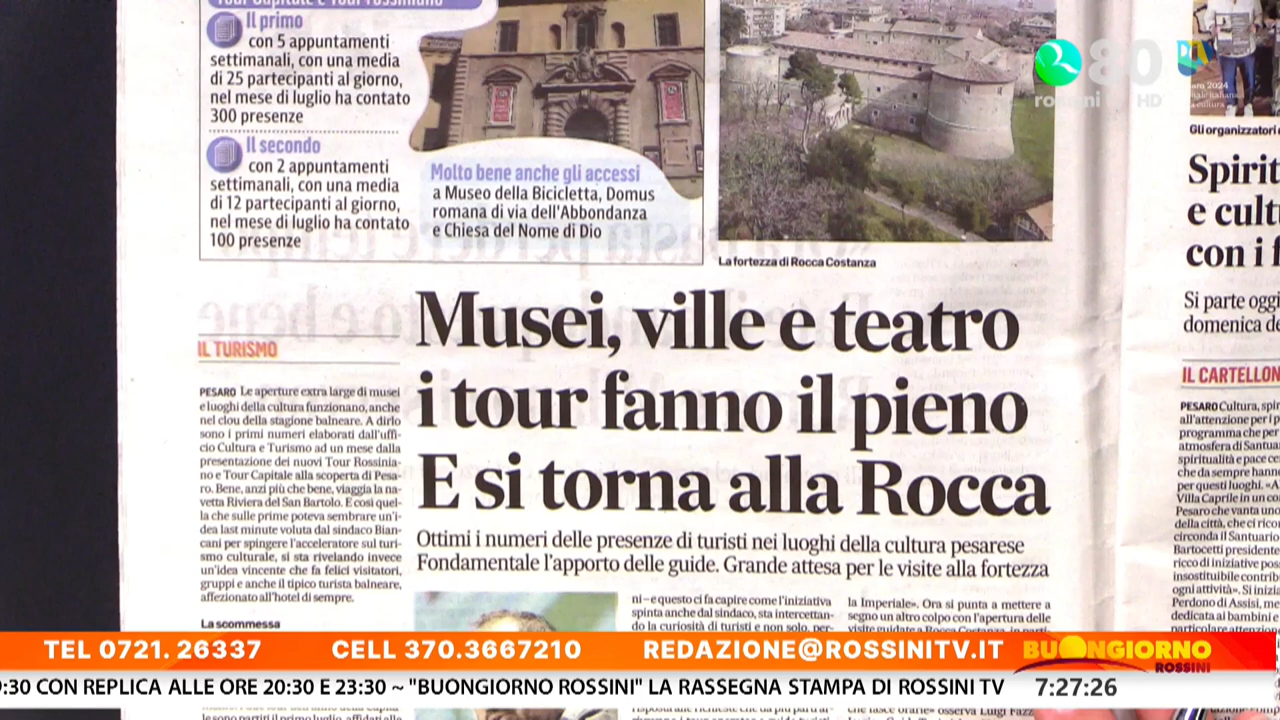 Il primo
con 5 appuntamenti
settimanali, con una media
di 25 partecipanti al giorno,
nel mese di luglio ha contato
300 presenze
Il secondo
con 2 appuntamenti
settimanali, con una media
di 12 partecipanti al giorno,
nel mese di luglio ha contato
100 presenze
Molto bene anche gli accessi
a Museo della Bicicletta, Domus
romana di via dell'Abbondanza
e Chiesa del Nome di Dio
La fortezza di Rocca Costanza
rossini
80
HD
Musei, ville e teatro
i tour fanno il pieno
E si torna alla Rocca
Ottimi i numeri delle presenze di turisti nei luoghi della cultura pesarese
Fondamentale l'apporto delle guide. Grande attesa per le visite alla fortezza
IL TURISMO
PESARO Le aperture extra large di musei
e luoghi della cultura funzionano, anche
nel clou della stagione balneare. A dirlo
sono i primi numeri elaborati dall'uffi-
cio Cultura e Turismo ad un mese dalla
presentazione dei nuovi Tour Rossinia-
no e Tour Capitale alla scoperta di Pesa-
ro. Bene, anzi più che bene, viaggia la na-
vetta Riviera del San Bartolo. E così quel-
la che sulle prime poteva sembrare un'i-
dea last minute voluta dal sindaco Bian-
cani per spingere l'acceleratore sul turi-
smo culturale, si sta rivelando invece
un'idea vincente che fa felici visitatori,
gruppi e anche il tipico turista balneare,
affezionato all'hotel di sempre.
La scommessa
ni – e questo ci fa capire come l'iniziativa
spinta anche dal sindaco, sta intercettan-
do la curiosità di turisti e non solo, per-
la Imperiale». Ora si punta a mettere a
segno un altro colpo con l'apertura delle
visite guidate a Rocca Costanza, in parti-
Gli organizzatori
Spirit
e cult
con i f
Si parte oggi
domenica
IL CARTELLON
PESARO Cultura, spir
all'attenzione per i p
programma che per
atmosfera di Santua
spiritualità e pace ce
che da sempre hann
per questi luoghi. «A
Villa Caprile in un co
Pesaro che vanta uno
della città, che ci rico
circonda il Santuario
Bartocetti presidente
ricco di iniziative pos
insostituibile contrib
ogni attività». Si inizia
Perdono di Assisi, me
dedicata ai bambini e
particolare attenzion
TEL 0721. 26337
CELL 370.3667210
REDAZIONE@ROSSINITV.IT
BUONGIORNO
ROSSINI
9:30 CON REPLICA ALLE ORE 20:30 E 23:30 ~ "BUONGIORNO ROSSINI" LA RASSEGNA STAMPA DI ROSSINI TV
7:27:26